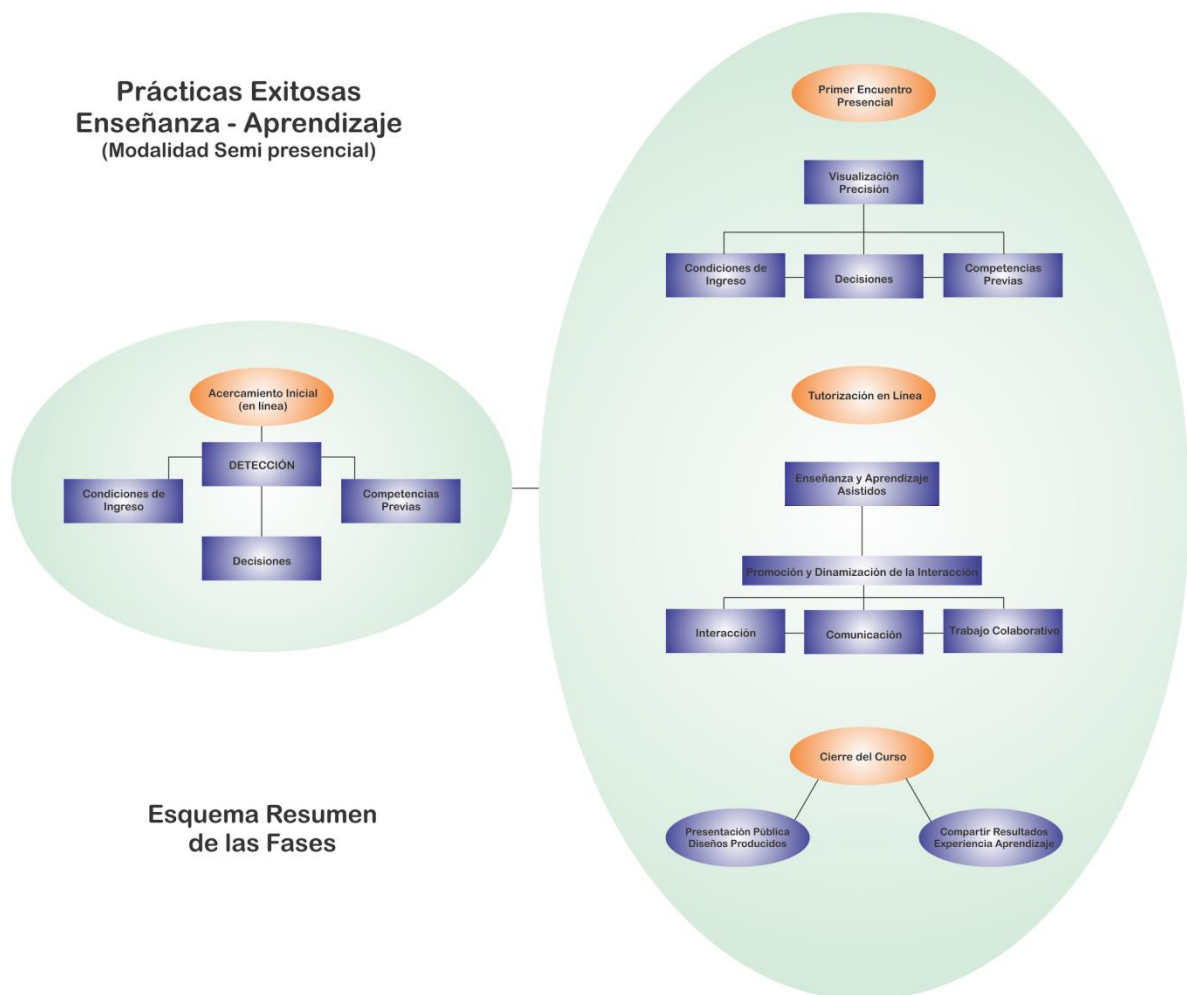 Prácticas Exitosas
Enseñanza - Aprendizaje
(Modalidad Semi presencial)
Acercamiento Inicial
(en línea)
DETECCIÓN
Condiciones de
Ingreso
Competencias
Previas
Decisiones
Esquema Resumen
de las Fases
Primer Encuentro
Presencial
Visualización
Precisión
Condiciones de
Ingreso
Decisiones
Competencias
Previas
Tutorización en Línea
Enseñanza y Aprendizaje
Asistidos
Promoción y Dinamización de la Interacción
Interacción
Comunicación
Trabajo Colaborativo
Cierre del Curso
Presentación Pública
Diseños Producidos
Compartir Resultados
Experiencia Aprendizaje